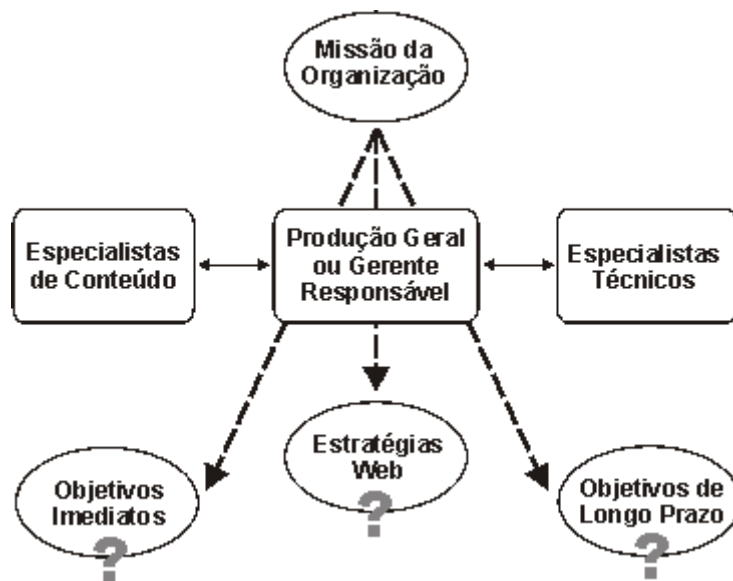 Missão da
Organização
Especialistas
de Conteúdo
Produção Geral
ou Gerente
Responsável
Especialistas
Técnicos
Objetivos
Imediatos
?
Estratégias
Web
?
Objetivos de
Longo Prazo
?